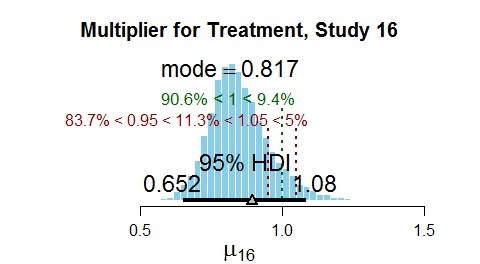 Multiplier for Treatment, Study 16
mode = 0.817
90.6% < 1 < 9.4%
83.7% < 0.95 < 11.3% < 1.05 < 5%
95% HDI
0.652 1.08
0.5 1.0 1.5
μ16